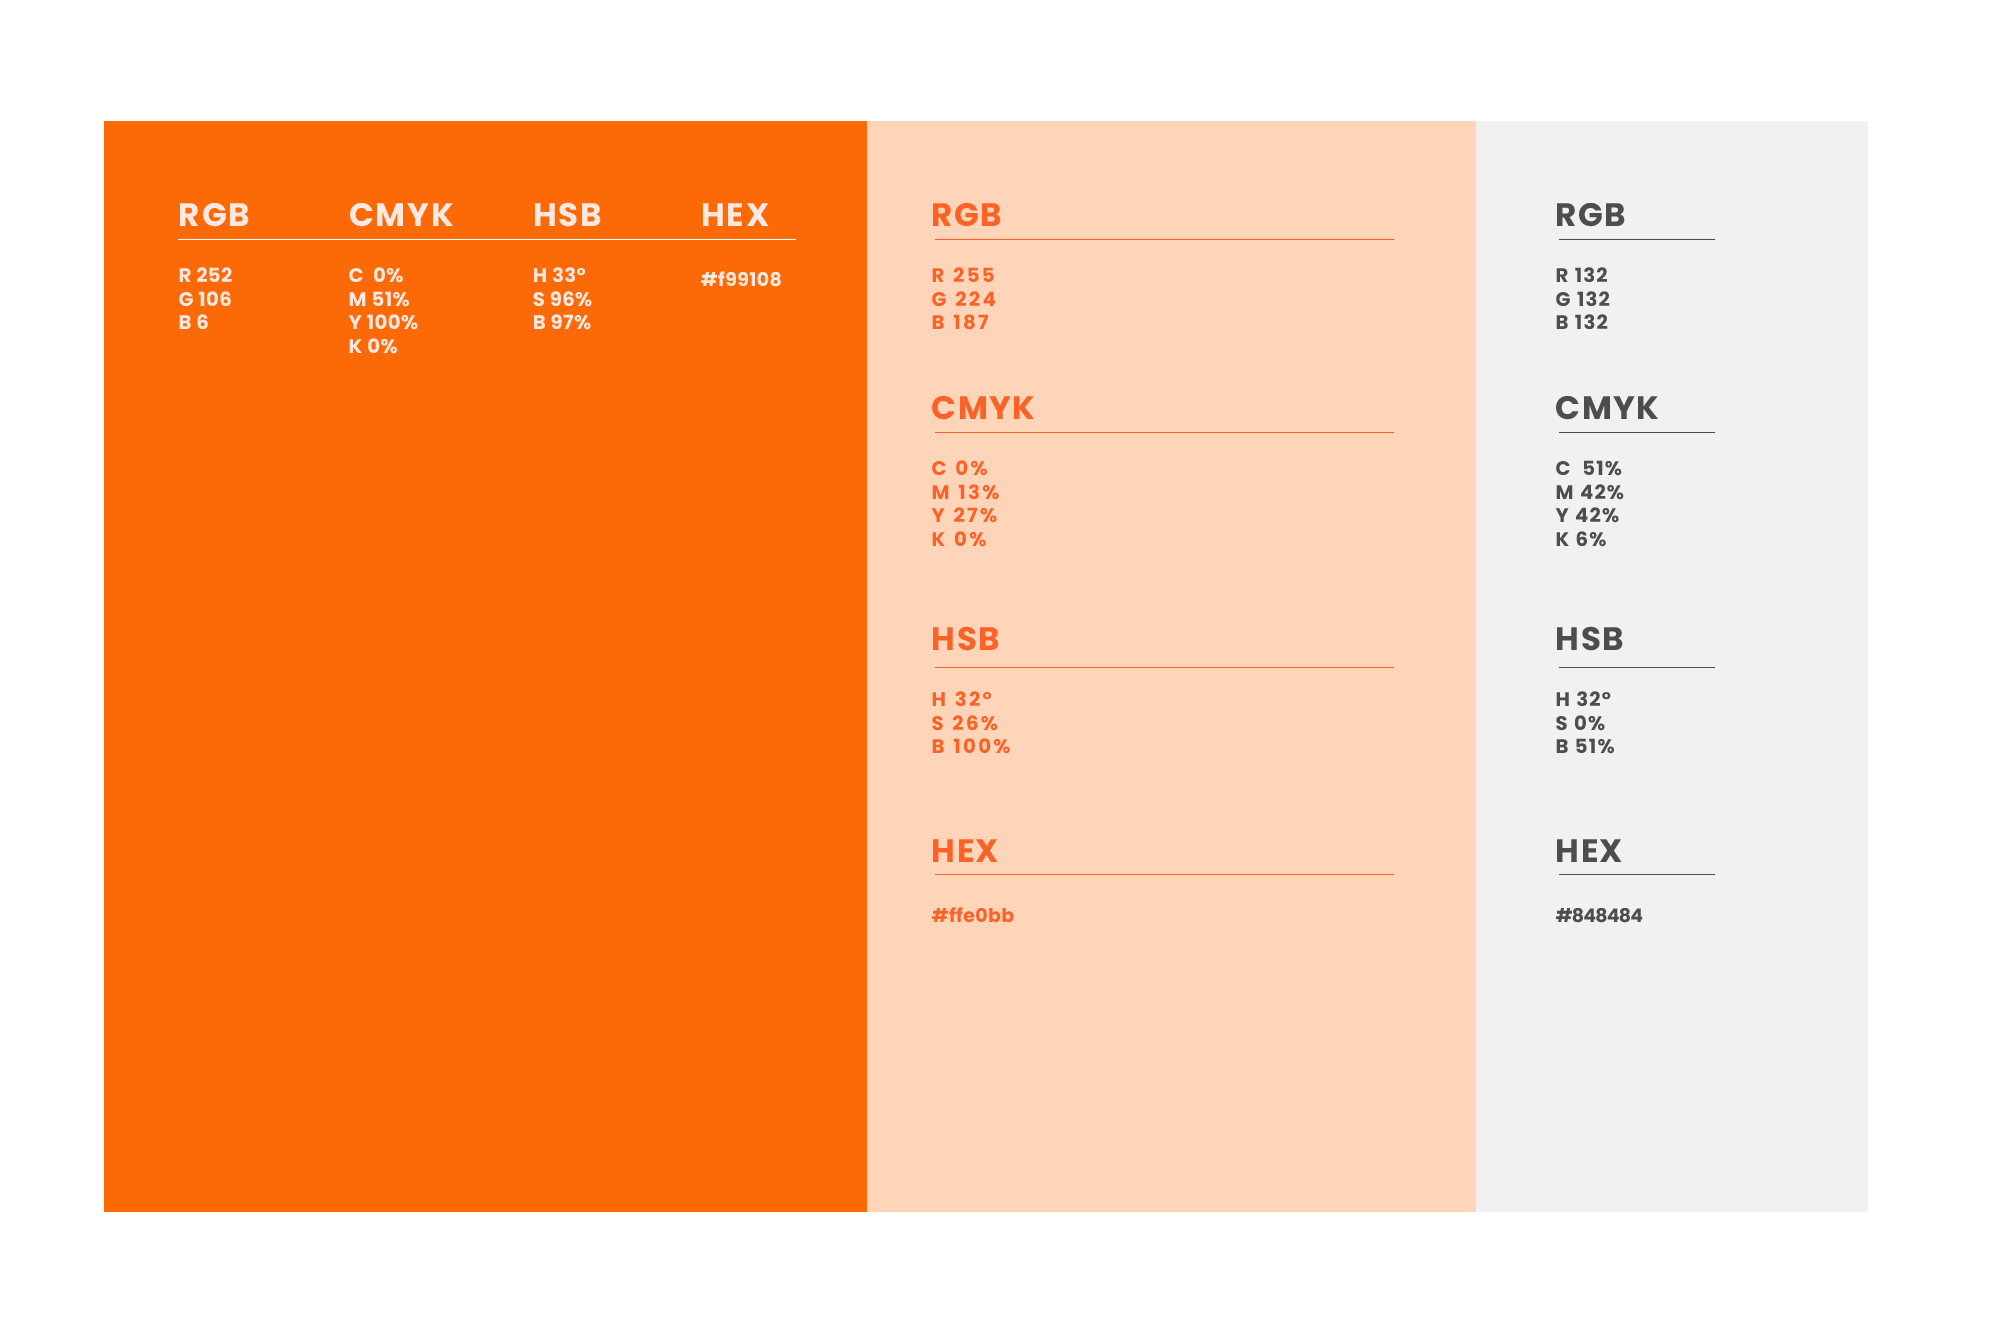 RGB
R 252
G 106
B 6
CMYK
C 0%
M 51%
Y 100%
K 0%
HSB
H 33°
S 96%
B 97%
HEX
#f99108
RGB
R 255
G 224
B 187
CMYK
C 0%
M 13%
Y 27%
K 0%
HSB
H 32°
S 26%
B 100%
HEX
#ffe0bb
RGB
R 132
G 132
B 132
CMYK
C 51%
M 42%
Y 42%
K 6%
HSB
H 32°
S 0%
B 51%
HEX
#848484